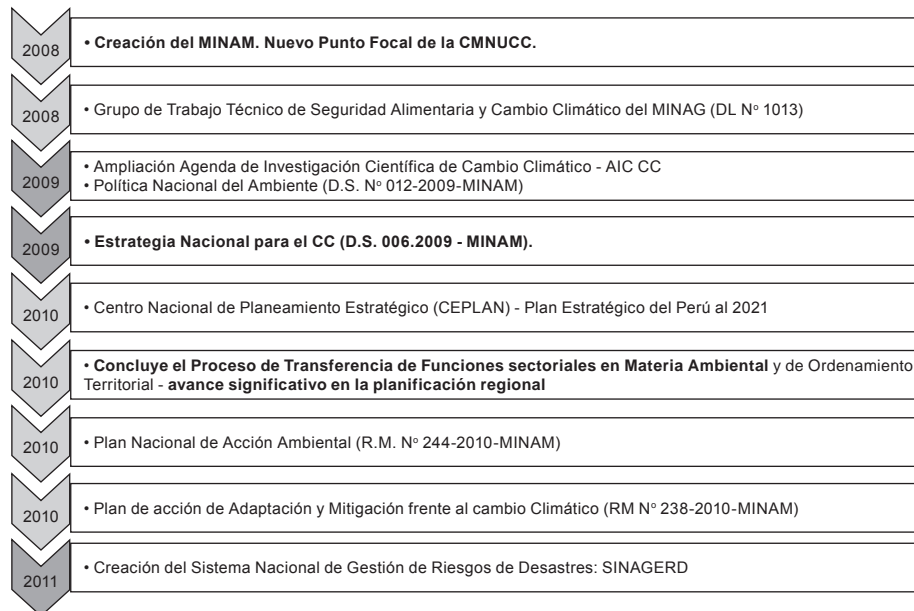 2008
• Creación del MINAM. Nuevo Punto Focal de la CMNUCC.
2008
• Grupo de Trabajo Técnico de Seguridad Alimentaria y Cambio Climático del MINAG (DL Nº 1013)
2009
• Ampliación Agenda de Investigación Científica de Cambio Climático - AIC CC
• Política Nacional del Ambiente (D.S. Nº 012-2009-MINAM)
2009
• Estrategia Nacional para el CC (D.S. 006.2009 - MINAM).
2010
• Centro Nacional de Planeamiento Estratégico (CEPLAN) - Plan Estratégico del Perú al 2021
2010
• Concluye el Proceso de Transferencia de Funciones sectoriales en Materia Ambiental y de Ordenamiento
Territorial - avance significativo en la planificación regional
2010
• Plan Nacional de Acción Ambiental (R.M. Nº 244-2010-MINAM)
2010
• Plan de acción de Adaptación y Mitigación frente al cambio Climático (RM Nº 238-2010-MINAM)
2011
• Creación del Sistema Nacional de Gestión de Riesgos de Desastres: SINAGERD